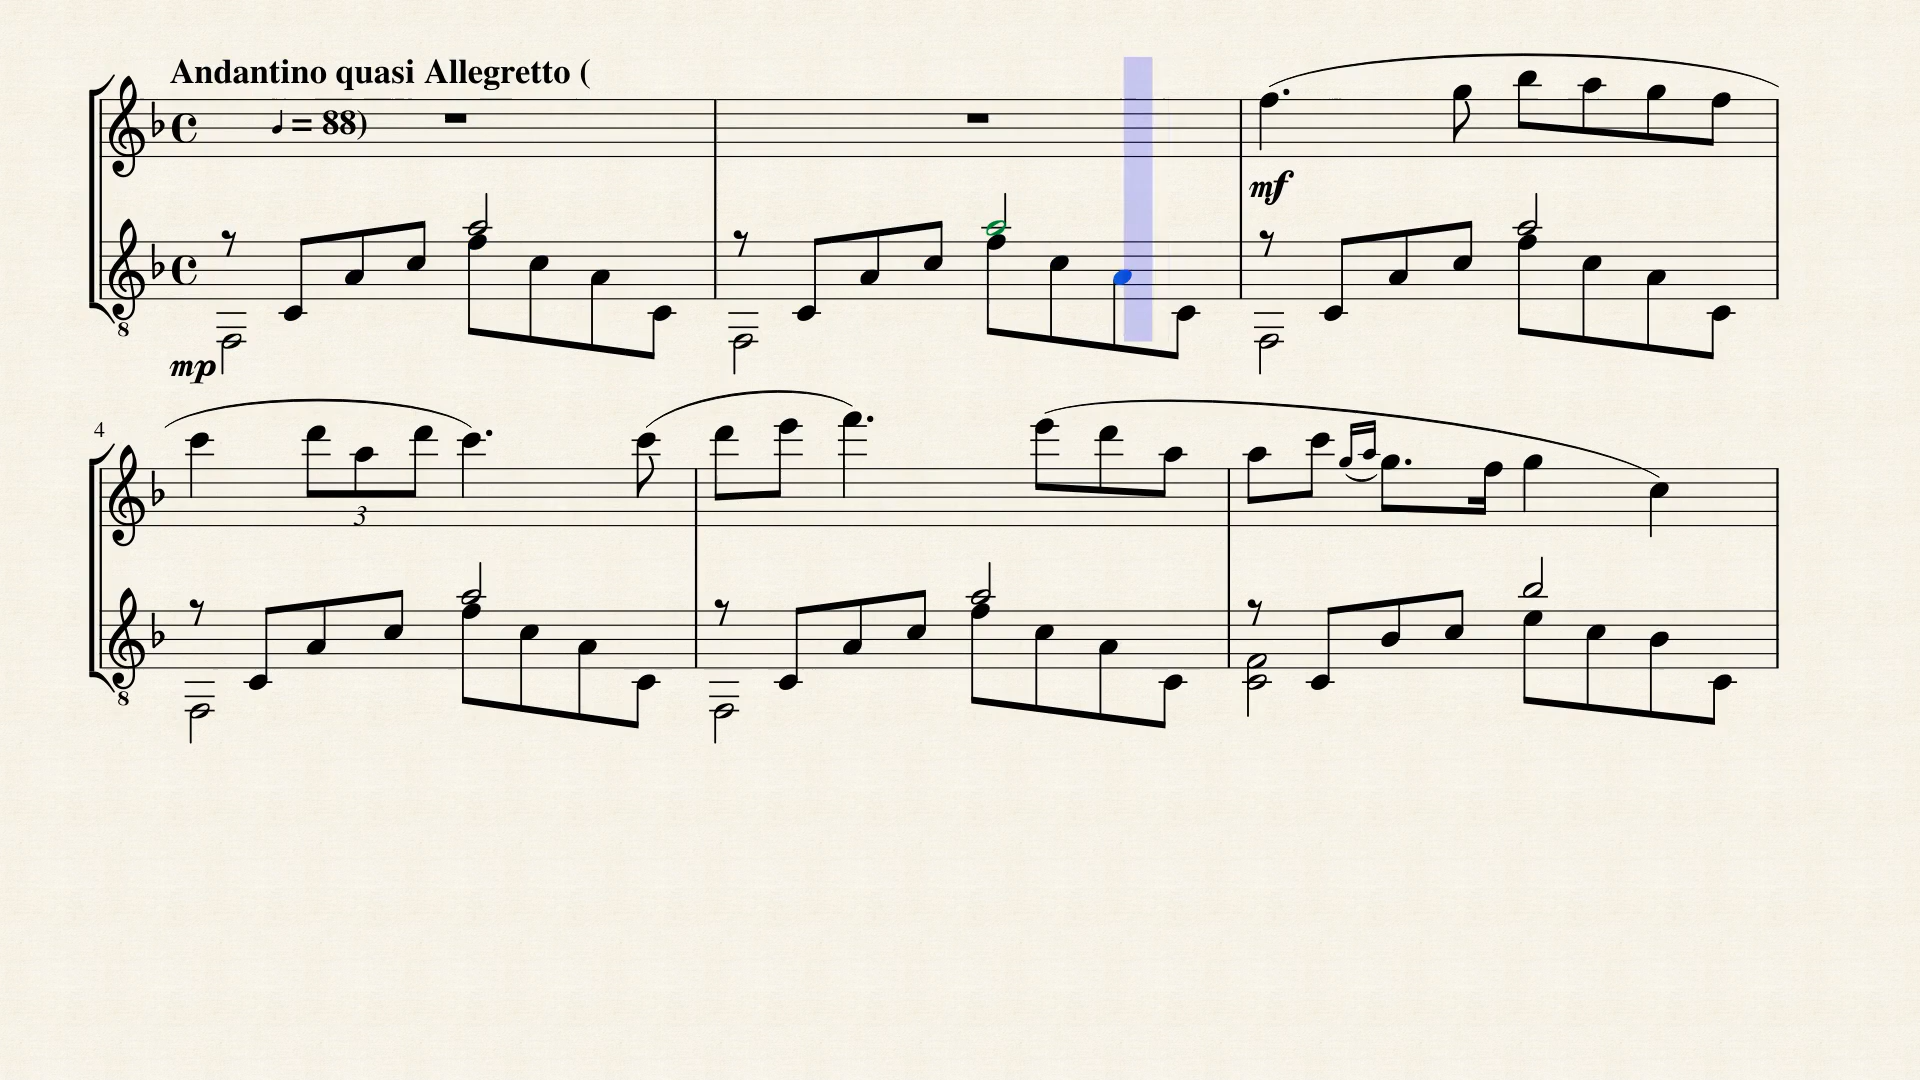 Andantino quasi Allegretto (
♩ = 88)
mf
8
mp
4
3
8